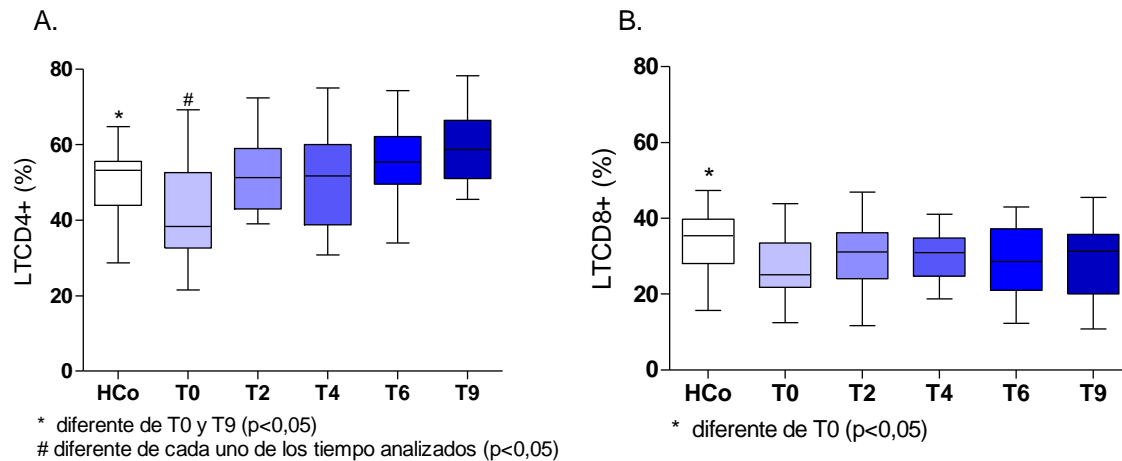 A.
LTCD4+ (%)
80
60
40
20
0
*
#
HCo T0 T2 T4 T6 T9
* diferente de T0 y T9 (p<0,05)
# diferente de cada uno de los tiempo analizados (p<0,05)
B.
LTCD8+ (%)
80
60
40
20
0
*
HCo T0 T2 T4 T6 T9
* diferente de T0 (p<0,05)